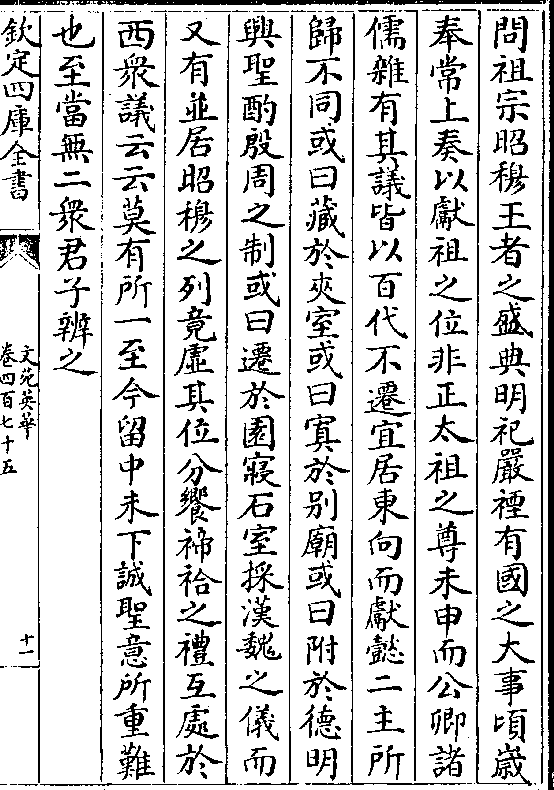 問祖宗昭穆王者之盛典明祀嚴禋有國之大事頃歲
奉常上奏以獻祖之位非正太祖之尊未申而公卿諸
儒雜有其議皆以百代不遷宜居東向而獻懿二主所
歸不同或曰藏於夾室或曰寘於别廟或曰附於德明
興聖酌殷周之制或曰遷於園寢石室採漢魏之儀而
又有並居昭穆之列竟虛其位分饗禘祫之禮互處於
西衆議云云莫有所一至今留中未下誠聖意所重難
也至當無二衆君子辨之
欽定四庫全書
文苑英華
卷四百七十五
十一